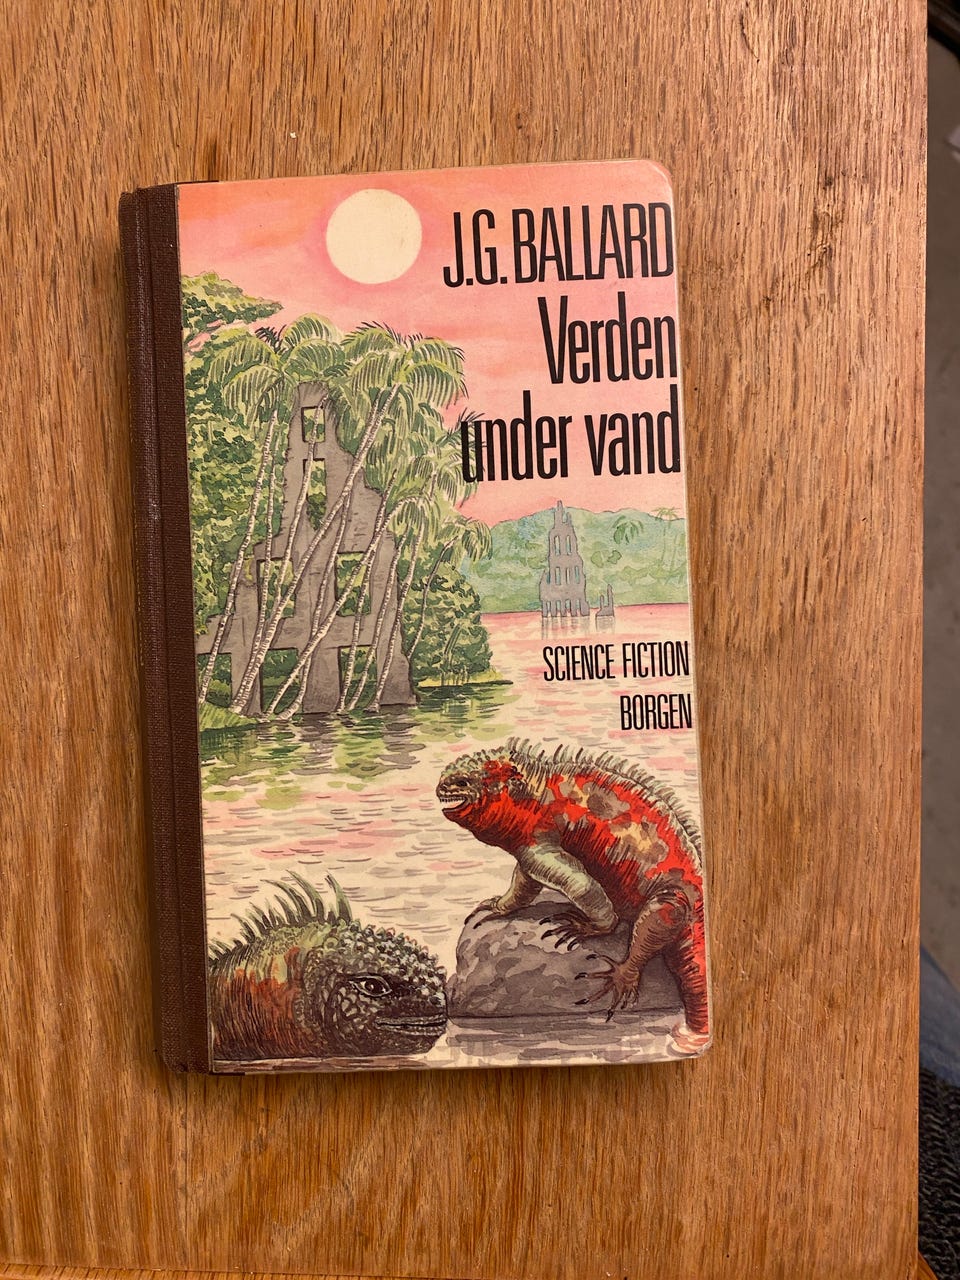 J.G. BALLARD
Verden
under vand
SCIENCE FICTION
BORGEN